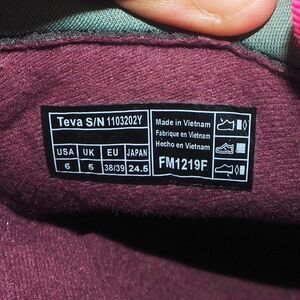 Teva S/N 1103202Y
USA UK EU JAPAN
6 5 38/39 24.5
Made in Vietnam
Fabrique en Vietnam
Hecho en Vietnam
FM1219F